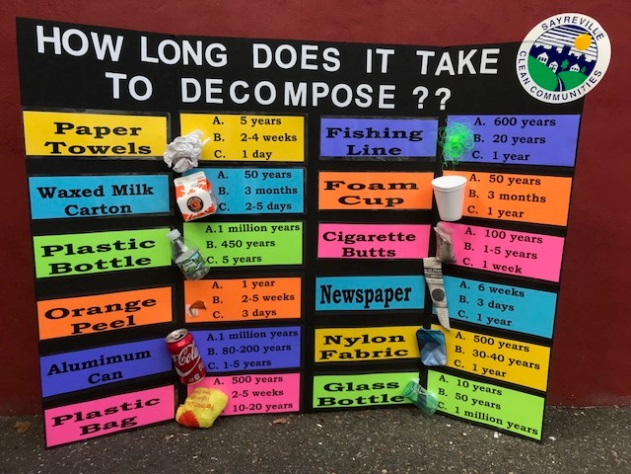 HOW LONG DOES IT TAKE
TO DECOMPOSE ??
SAYREVILLE
CLEAN COMMUNITIES
Paper
Towels
A. 5 years
B. 2-4 weeks
C. 1 day
Waxed Milk
Carton
A. 50 years
B. 3 months
C. 2-5 days
Plastic
Bottle
A. 1 million years
B. 450 years
C. 5 years
Orange
Peel
A. 1 year
B. 2-5 weeks
C. 3 days
Alumimum
Can
A. 1 million years
B. 80-200 years
C. 1-5 years
Coca-Cola
Plastic
Bag
A. 500 years
2-5 weeks
10-20 years
Fishing
Line
A. 600 years
B. 20 years
C. 1 year
Foam
Cup
A. 50 years
B. 3 months
C. 1 year
Cigarette
Butts
A. 100 years
B. 1-5 years
C. 1 week
Newspaper
A. 6 weeks
B. 3 days
C. 1 year
Nylon
Fabric
A. 500 years
B. 30-40 years
C. 1 year
Glass
Bottle
A. 10 years
B. 50 years
C. 1 million years